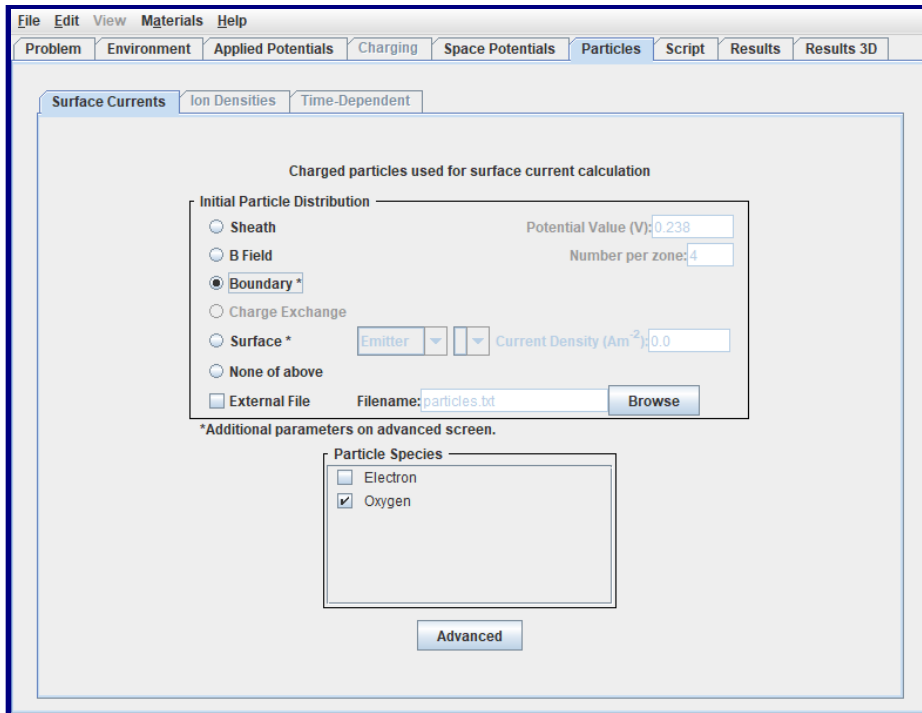 File Edit View Materials Help
Problem Environment Applied Potentials Charging Space Potentials Particles Script Results Results 3D
Surface Currents Ion Densities Time-Dependent
Charged particles used for surface current calculation
Initial Particle Distribution
Sheath Potential Value (V): 0.238
B Field Number per zone: 4
Boundary *
Charge Exchange
Surface * Emitter Current Density (Am⁻²): 0.0
None of above
External File Filename: particles.txt Browse
*Additional parameters on advanced screen.
Particle Species
Electron
Oxygen
Advanced